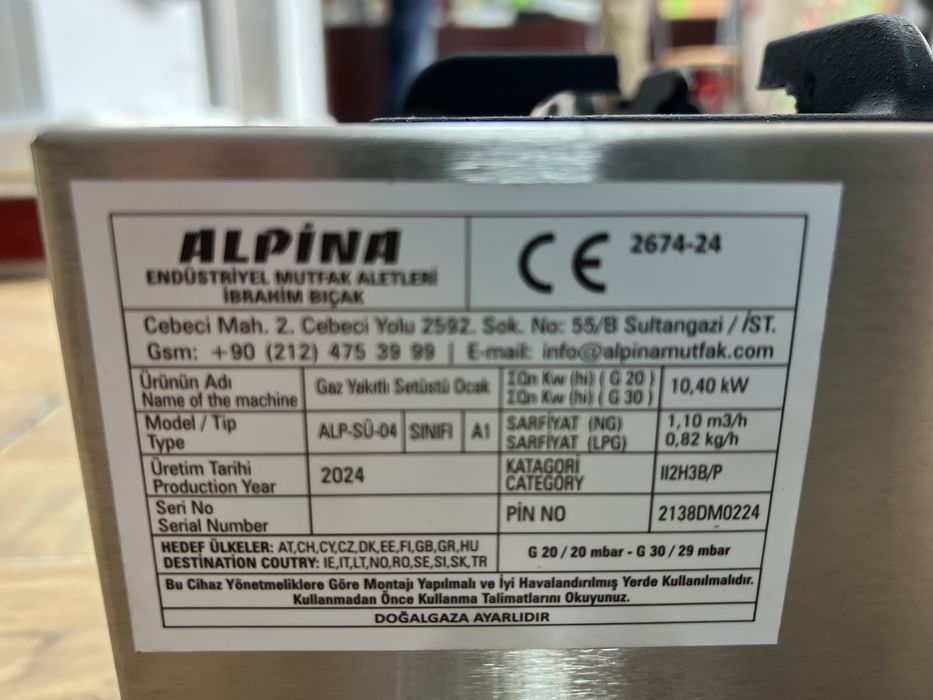 ALPİNA
ENDÜSTRİYEL MUTFAK ALETLERİ
İBRAHİM BIÇAK
CE 2674-24
Cebeci Mah. 2. Cebeci Yolu 2592. Sok. No: 55/B Sultangazi / İST.
Gsm: +90 (212) 475 39 99 | E-mail: info@alpinamutfak.com
Ürünün Adı
Name of the machine
Gaz Yakıtlı Setüstü Ocak
ΣQn Kw (hi) ( G 20 )
ΣQn Kw (hi) ( G 30 )
10,40 kW
Model / Tip
Type
ALP-SÜ-04 SINIFI A1
SARFİYAT (NG)
SARFİYAT (LPG)
1,10 m3/h
0,82 kg/h
Üretim Tarihi
Production Year
2024
KATAGORİ
CATEGORY
II2H3B/P
Seri No
Serial Number
PİN NO
2138DM0224
HEDEF ÜLKELER: AT,CH,CY,CZ,DK,EE,FI,GB,GR,HU
DESTINATION COUTRY: IE,IT,LT,NO,RO,SE,SI,SK,TR
G 20 / 20 mbar - G 30 / 29 mbar
Bu Cihaz Yönetmeliklere Göre Montajı Yapılmalı ve İyi Havalandırılmış Yerde Kullanılmalıdır.
Kullanmadan Önce Kullanma Talimatlarını Okuyunuz.
DOĞALGAZA AYARLIDIR